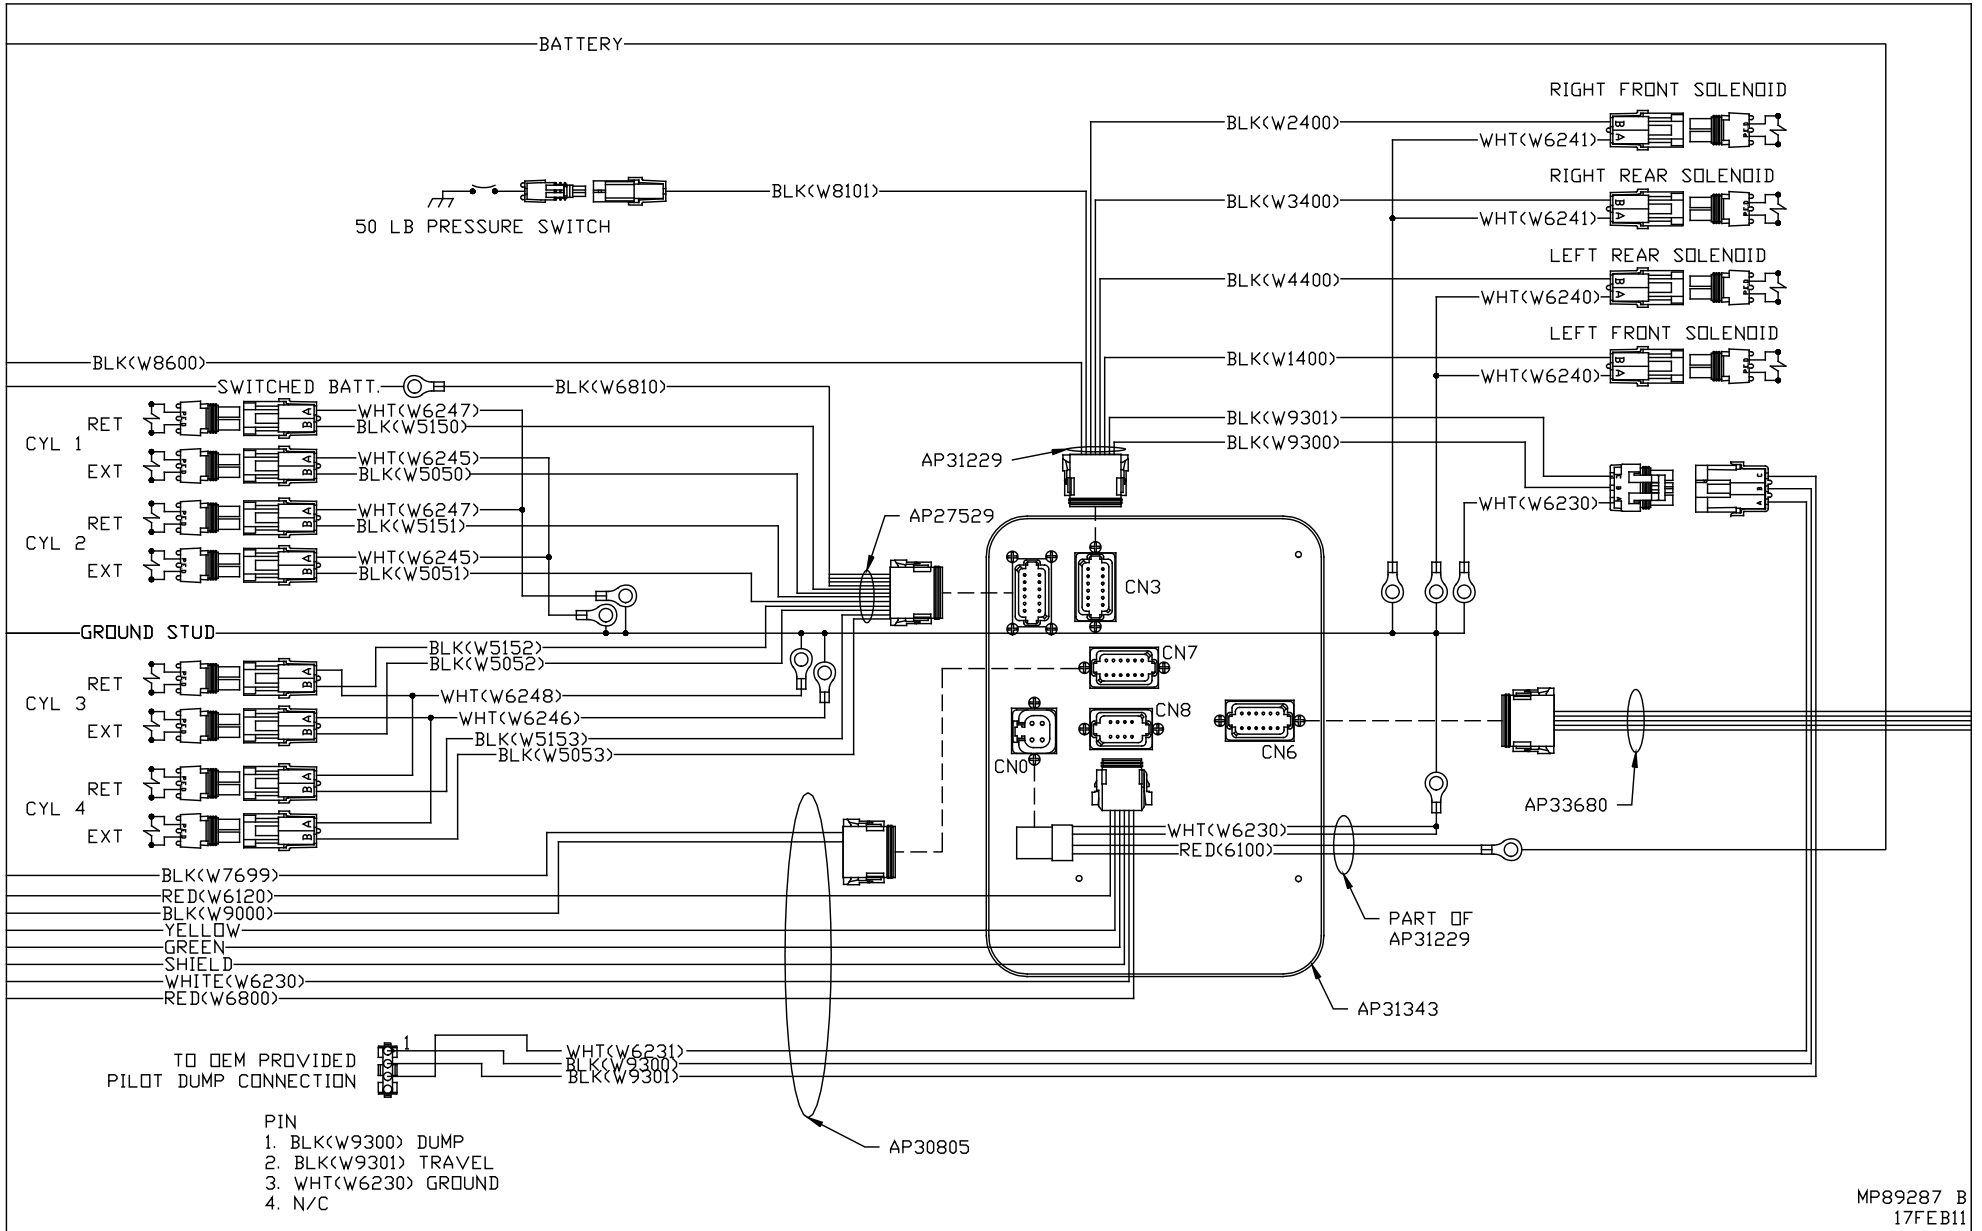 BATTERY
RIGHT FRONT SOLENOID
BLK(W2400)
WHT(W6241)
B
A
RIGHT REAR SOLENOID
BLK(W8101)
BLK(W3400)
WHT(W6241)
B
A
50 LB PRESSURE SWITCH
LEFT REAR SOLENOID
BLK(W4400)
WHT(W6240)
B
A
LEFT FRONT SOLENOID
BLK(W8600)
BLK(W1400)
WHT(W6240)
B
A
SWITCHED BATT.
BLK(W6810)
CYL 1
RET
A
B
WHT(W6247)
BLK(W5150)
BLK(W9301)
BLK(W9300)
EXT
A
B
WHT(W6245)
BLK(W5050)
AP31229
C
B
A
WHT(W6230)
CYL 2
RET
A
B
WHT(W6247)
BLK(W5151)
AP27529
EXT
A
B
WHT(W6245)
BLK(W5051)
CN3
GROUND STUD
BLK(W5152)
BLK(W5052)
CN7
CYL 3
RET
A
B
WHT(W6248)
EXT
A
B
WHT(W6246)
BLK(W5153)
BLK(W5053)
CN8
CN6
CN0
CYL 4
RET
A
B
EXT
A
B
AP33680
WHT(W6230)
RED(6100)
BLK(W7699)
RED(W6120)
BLK(W9000)
YELLOW
GREEN
SHIELD
WHITE(W6230)
RED(W6800)
PART OF
AP31229
AP31343
TO OEM PROVIDED
PILOT DUMP CONNECTION
1
WHT(W6231)
BLK(W9300)
BLK(W9301)
PIN
1. BLK(W9300) DUMP
2. BLK(W9301) TRAVEL
3. WHT(W6230) GROUND
4. N/C
AP30805
MP89287 B
17FEB11